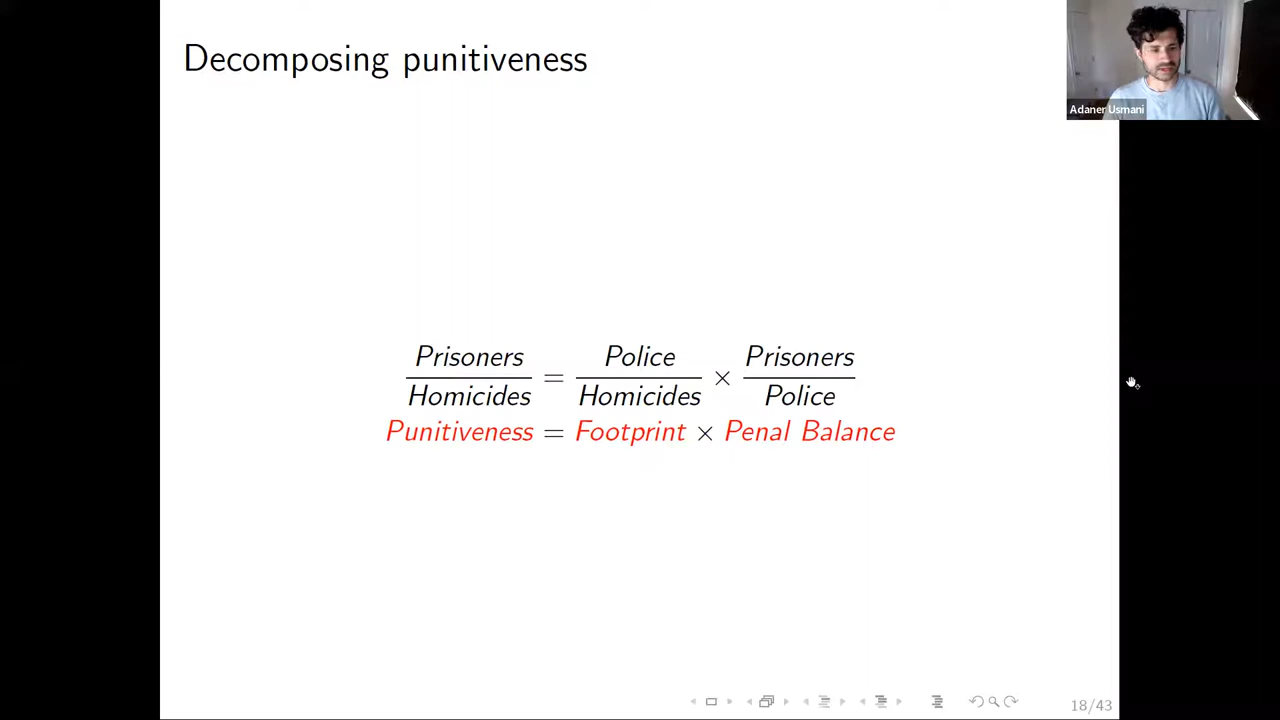 Decomposing punitiveness
Adaner Usmani
Prisoners / Homicides = Police / Homicides × Prisoners / Police
Punitiveness = Footprint × Penal Balance
18/43